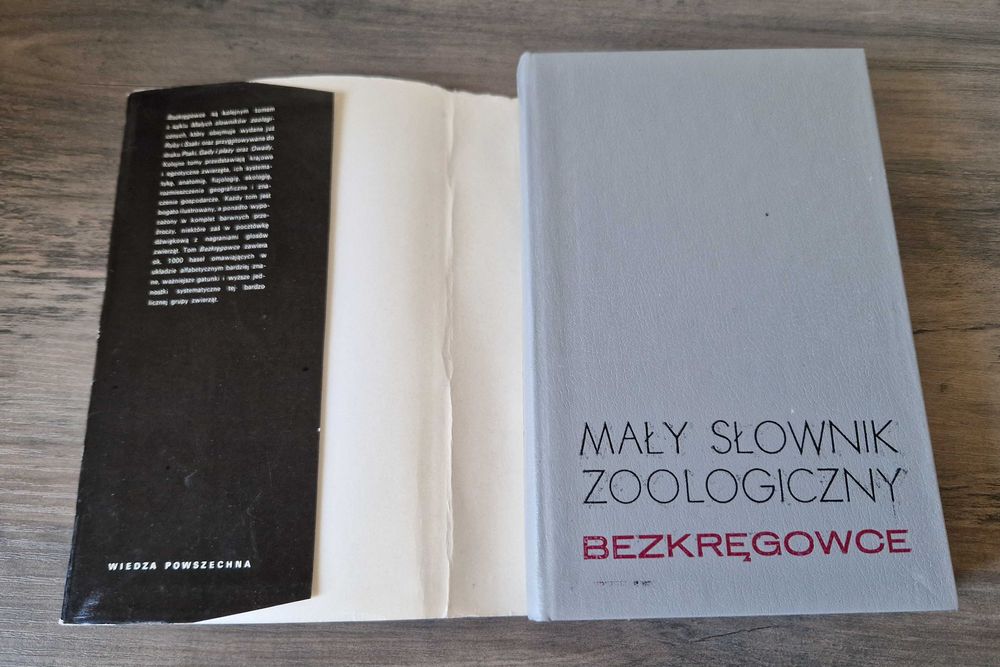 Bezkręgowce są kolejnym tomem
z cyklu Małych słowników zoologi-
cznych, który obejmuje wydane już
Ryby i Ssaki oraz przygotowywane do
druku Ptaki, Gady i płazy oraz Owady.
Kolejne tomy przedstawiają krajowe
i egzotyczne zwierzęta, ich systema-
tykę, anatomię, fizjologię, ekologię,
rozmieszczenie geograficzne i zna-
czenie gospodarcze. Każdy tom jest
bogato ilustrowany, a ponadto wypo-
sażony w komplet barwnych prze-
źroczy, niektóre zaś w pocztówkę
dźwiękową z nagraniami głosów
zwierząt. Tom Bezkręgowce zawiera
ok. 1000 haseł omawiających w
układzie alfabetycznym bardziej zna-
ne, ważniejsze gatunki i wyższe jed-
nostki systematyczne tej bardzo
licznej grupy zwierząt.
WIEDZA POWSZECHNA
MAŁY SŁOWNIK
ZOOLOGICZNY
BEZKRĘGOWCE